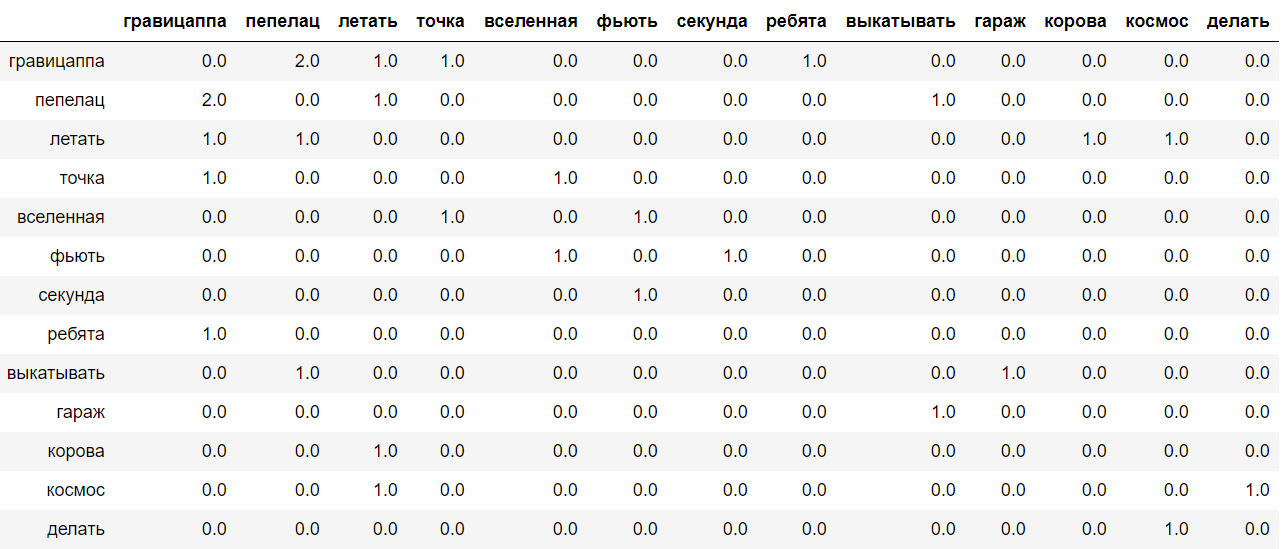 гравицаппа пепелац летать точка вселенная фьють секунда ребята выкатывать гараж корова космос делать
гравицаппа 0.0 2.0 1.0 1.0 0.0 0.0 0.0 1.0 0.0 0.0 0.0 0.0 0.0
пепелац 2.0 0.0 1.0 0.0 0.0 0.0 0.0 0.0 1.0 0.0 0.0 0.0 0.0
летать 1.0 1.0 0.0 0.0 0.0 0.0 0.0 0.0 0.0 0.0 1.0 1.0 0.0
точка 1.0 0.0 0.0 0.0 1.0 0.0 0.0 0.0 0.0 0.0 0.0 0.0 0.0
вселенная 0.0 0.0 0.0 1.0 0.0 1.0 0.0 0.0 0.0 0.0 0.0 0.0 0.0
фьють 0.0 0.0 0.0 0.0 1.0 0.0 1.0 0.0 0.0 0.0 0.0 0.0 0.0
секунда 0.0 0.0 0.0 0.0 0.0 1.0 0.0 0.0 0.0 0.0 0.0 0.0 0.0
ребята 1.0 0.0 0.0 0.0 0.0 0.0 0.0 0.0 0.0 0.0 0.0 0.0 0.0
выкатывать 0.0 1.0 0.0 0.0 0.0 0.0 0.0 0.0 0.0 1.0 0.0 0.0 0.0
гараж 0.0 0.0 0.0 0.0 0.0 0.0 0.0 0.0 1.0 0.0 0.0 0.0 0.0
корова 0.0 0.0 1.0 0.0 0.0 0.0 0.0 0.0 0.0 0.0 0.0 0.0 0.0
космос 0.0 0.0 1.0 0.0 0.0 0.0 0.0 0.0 0.0 0.0 0.0 0.0 1.0
делать 0.0 0.0 0.0 0.0 0.0 0.0 0.0 0.0 0.0 0.0 0.0 1.0 0.0